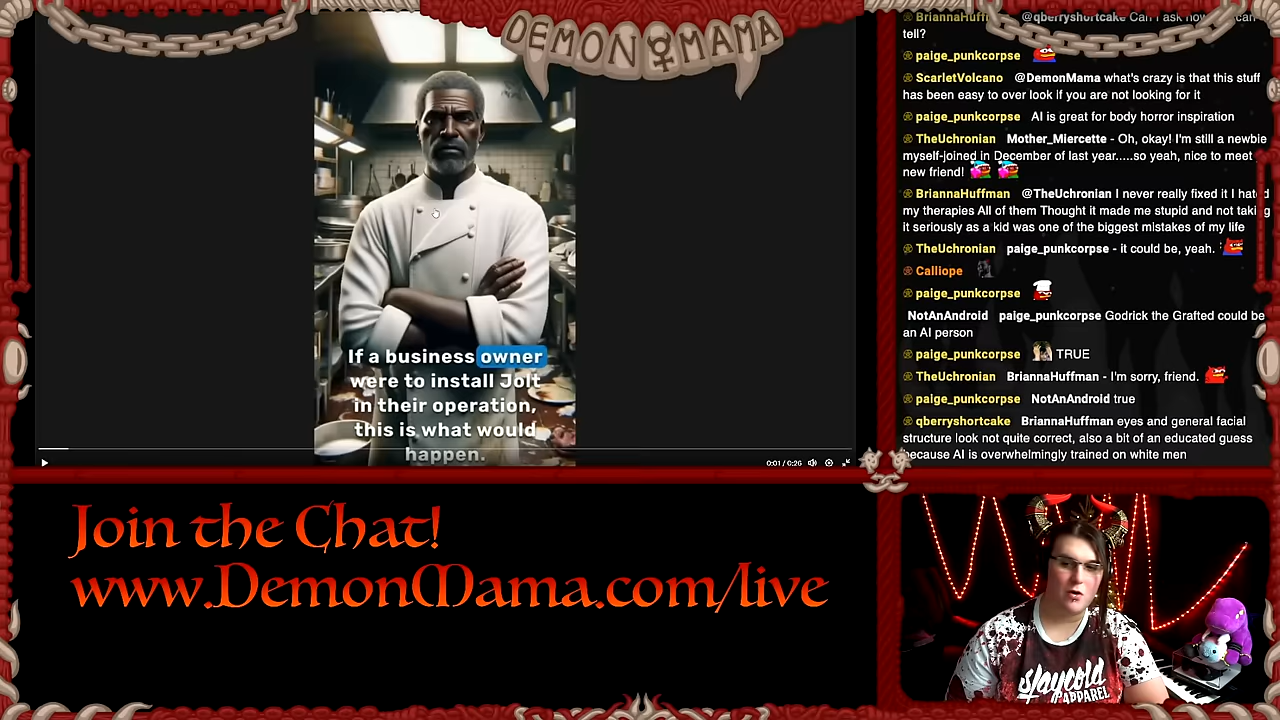 DEMON MAMA
If a business owner
were to install Jolt
in their operation,
this is what would
happen.
0:01 / 0:26
Join the Chat!
www.DemonMama.com/live
BriannaHuff @qberryshortcake Can I ask how can
tell?
paige_punkcorpse
ScarletVolcano @DemonMama what's crazy is that this stuff
has been easy to over look if you are not looking for it
paige_punkcorpse AI is great for body horror inspiration
TheUchronian Mother_Miercette - Oh, okay! I'm still a newbie
myself-joined in December of last year.....so yeah, nice to meet
new friend!
BriannaHuffman @TheUchronian I never really fixed it I hated
my therapies All of them Thought it made me stupid and not taking
it seriously as a kid was one of the biggest mistakes of my life
TheUchronian paige_punkcorpse - it could be, yeah.
Calliope
paige_punkcorpse
NotAnAndroid paige_punkcorpse Godrick the Grafted could be
an AI person
paige_punkcorpse TRUE
TheUchronian BriannaHuffman - I'm sorry, friend.
paige_punkcorpse NotAnAndroid true
qberryshortcake BriannaHuffman eyes and general facial
structure look not quite correct, also a bit of an educated guess
because AI is overwhelmingly trained on white men
slaycold
APPAREL